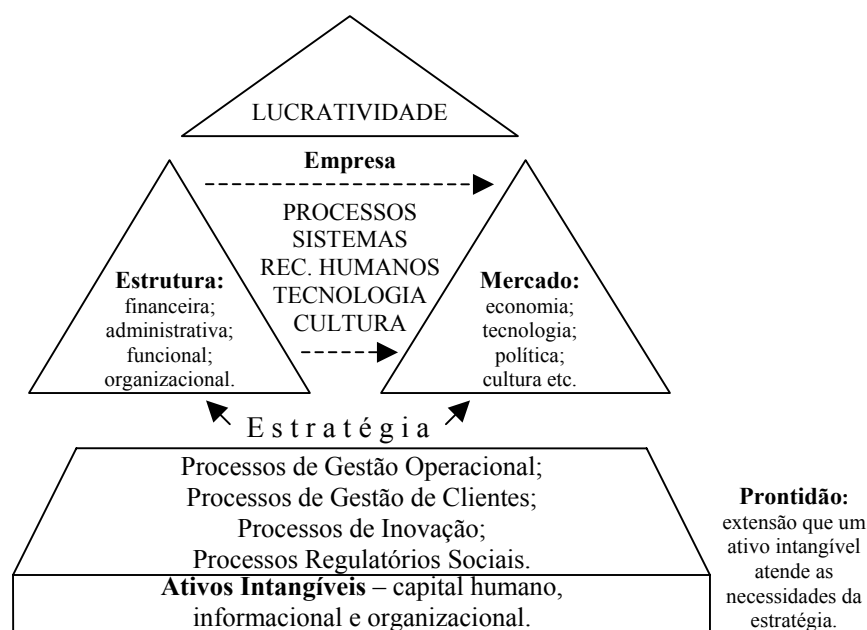 LUCRATIVIDADE
Empresa
PROCESSOS
SISTEMAS
REC. HUMANOS
TECNOLOGIA
CULTURA
Estrutura:
financeira;
administrativa;
funcional;
organizacional.
Mercado:
economia;
tecnologia;
política;
cultura etc.
Estratégia
Processos de Gestão Operacional;
Processos de Gestão de Clientes;
Processos de Inovação;
Processos Regulatórios Sociais.
Ativos Intangíveis – capital humano,
informacional e organizacional.
Prontidão:
extensão que um
ativo intangível
atende as
necessidades da
estratégia.